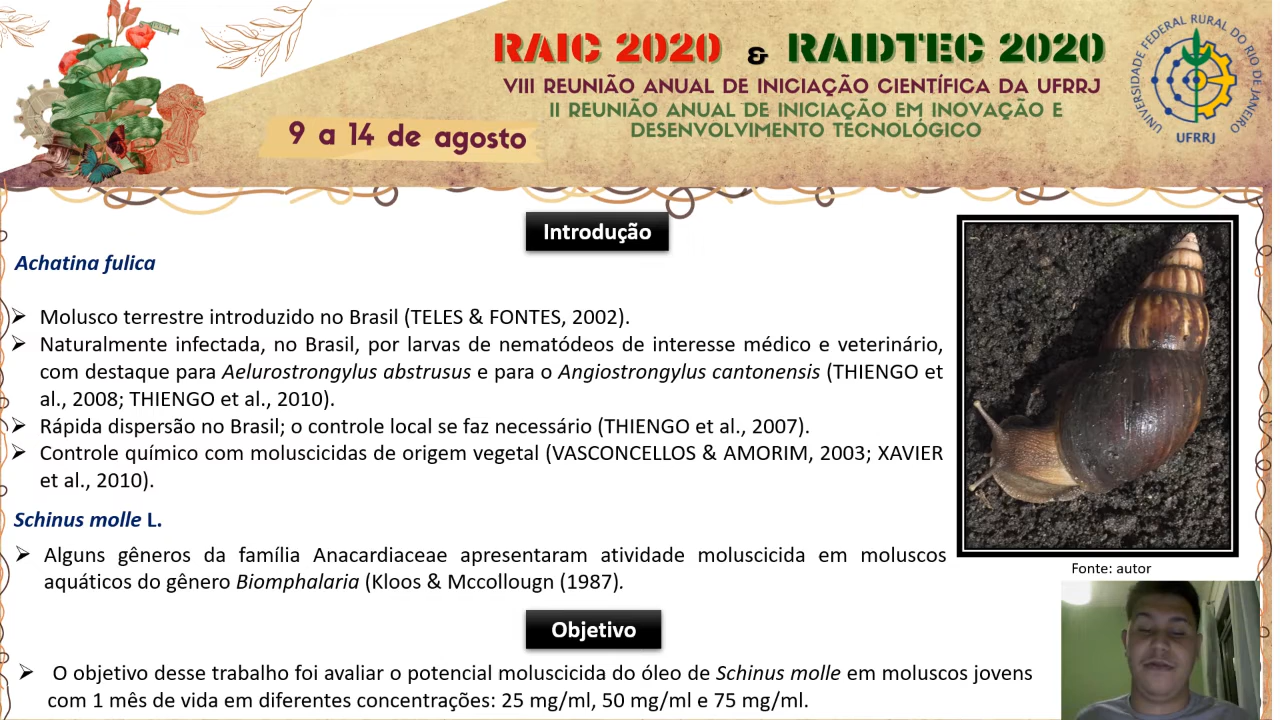 RAIC 2020 & RAIDTEC 2020
VIII REUNIÃO ANUAL DE INICIAÇÃO CIENTÍFICA DA UFRRJ
II REUNIÃO ANUAL DE INICIAÇÃO EM INOVAÇÃO E
DESENVOLVIMENTO TECNOLÓGICO
9 a 14 de agosto
UNIVERSIDADE FEDERAL RURAL DO RIO DE JANEIRO
UFRRJ
Introdução
Achatina fulica
➢ Molusco terrestre introduzido no Brasil (TELES & FONTES, 2002).
➢ Naturalmente infectada, no Brasil, por larvas de nematódeos de interesse médico e veterinário,
com destaque para Aelurostrongylus abstrusus e para o Angiostrongylus cantonensis (THIENGO et
al., 2008; THIENGO et al., 2010).
➢ Rápida dispersão no Brasil; o controle local se faz necessário (THIENGO et al., 2007).
➢ Controle químico com moluscicidas de origem vegetal (VASCONCELLOS & AMORIM, 2003; XAVIER
et al., 2010).
Schinus molle L.
➢ Alguns gêneros da família Anacardiaceae apresentaram atividade moluscicida em moluscos
aquáticos do gênero Biomphalaria (Kloos & Mccollougn (1987).
Fonte: autor
Objetivo
➢ O objetivo desse trabalho foi avaliar o potencial moluscicida do óleo de Schinus molle em moluscos jovens
com 1 mês de vida em diferentes concentrações: 25 mg/ml, 50 mg/ml e 75 mg/ml.